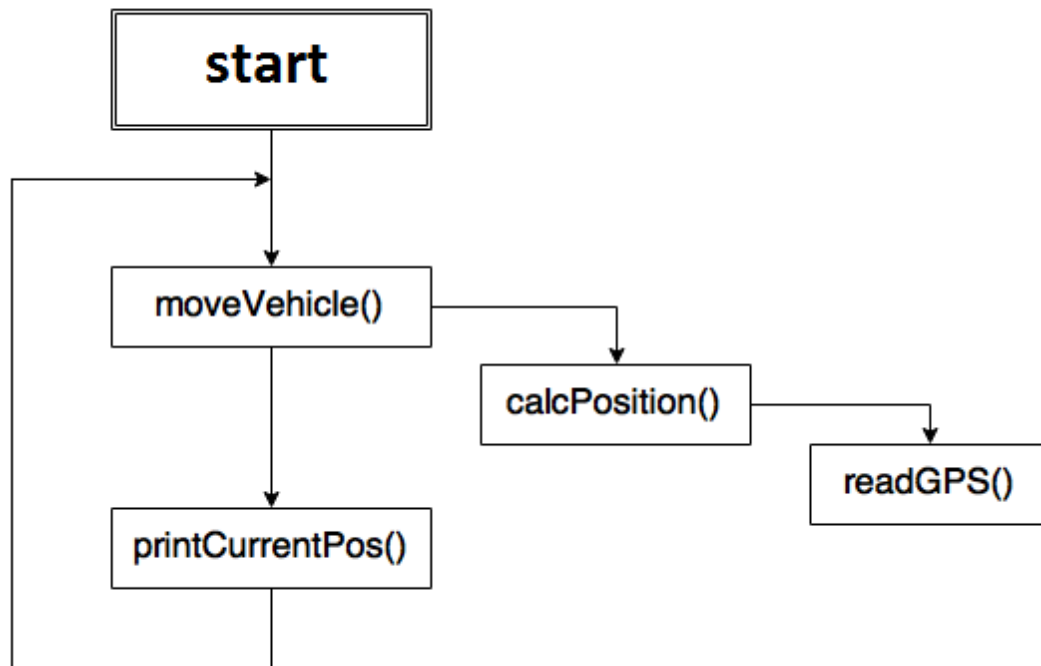 start
moveVehicle()
calcPosition()
readGPS()
printCurrentPos()